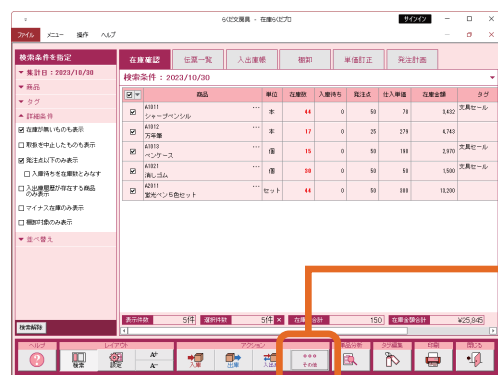 らくだ文房具 - 在庫らくだプロ
サインイン
ファイル メニュー 操作 ヘルプ
検索条件を指定
▼ 集計日：2023/10/30
▼ 商品
▼ タグ
▲ 詳細条件
在庫が無いものも表示
取扱を中止したものも表示
発注点以下のみ表示
入庫待ちを在庫数とみなす
入出庫履歴が存在する商品のみ表示
マイナス在庫のみ表示
棚卸対象のみ表示
▼ 並べ替え
検索解除
在庫確認 伝票一覧 入出庫帳 棚卸 単価訂正 発注計画
検索条件：2023/10/30
商品 単位 在庫数 入庫待ち 発注点 仕入単価 在庫金額 タグ
A1011
シャープペンシル … 本 44 0 50 78 3,432 文具セール
A1012
万年筆 … 本 17 0 25 279 4,743
A1013
ペンケース … 個 15 0 50 198 2,970 文具セール
A1021
消しゴム … 個 30 0 50 50 1,500 文具セール
A2011
蛍光ペン5色セット … セット 44 0 50 300 13,200
表示件数 5件 選択件数 5件 在庫 合計 150 在庫金額合計 ¥25,845
ヘルプ レイアウト アクション 商品分析 タグ編集 印刷 閉じる
検索 設定 A+ A- 入庫 出庫 入出庫 その他